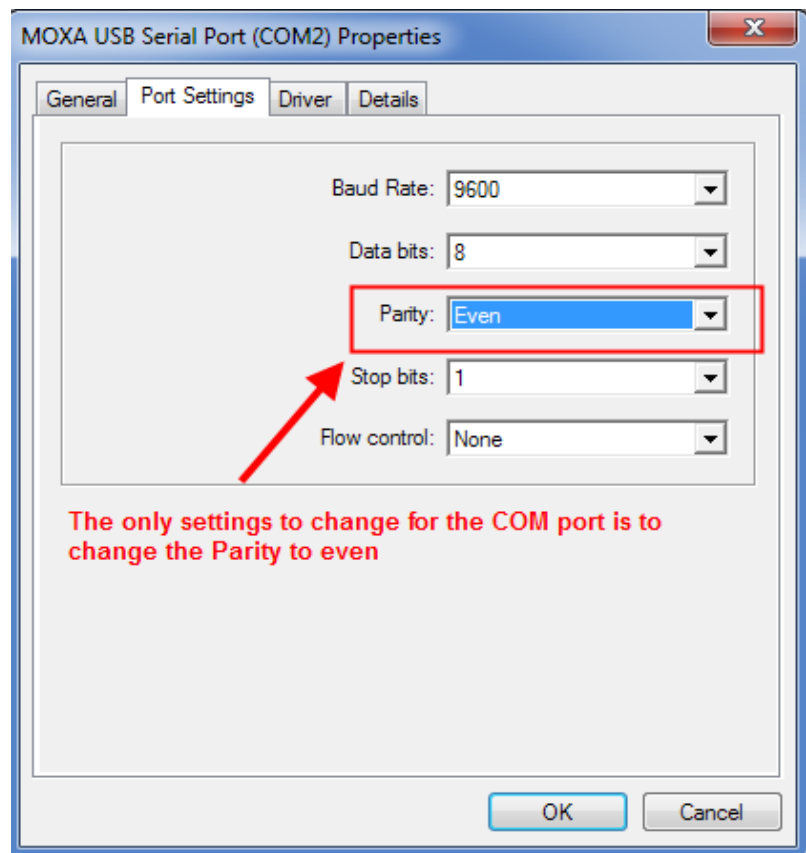 MOXA USB Serial Port (COM2) Properties
General Port Settings Driver Details
Baud Rate: 9600
Data bits: 8
Parity: Even
Stop bits: 1
Flow control: None
The only settings to change for the COM port is to
change the Parity to even
OK Cancel